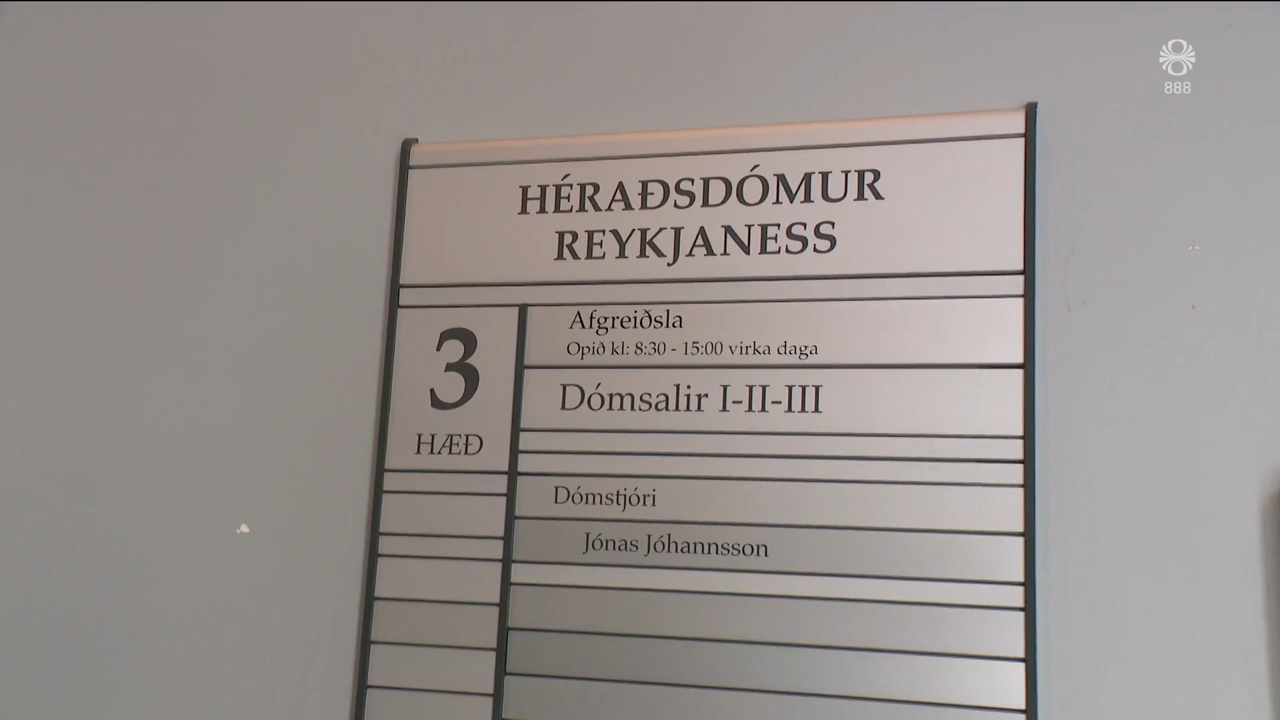 888
HÉRAÐSDÓMUR
REYKJANESS
3
HÆÐ
Afgreiðsla
Opið kl: 8:30 - 15:00 virka daga
Dómsalir I-II-III
Dómstjóri
Jónas Jóhannsson